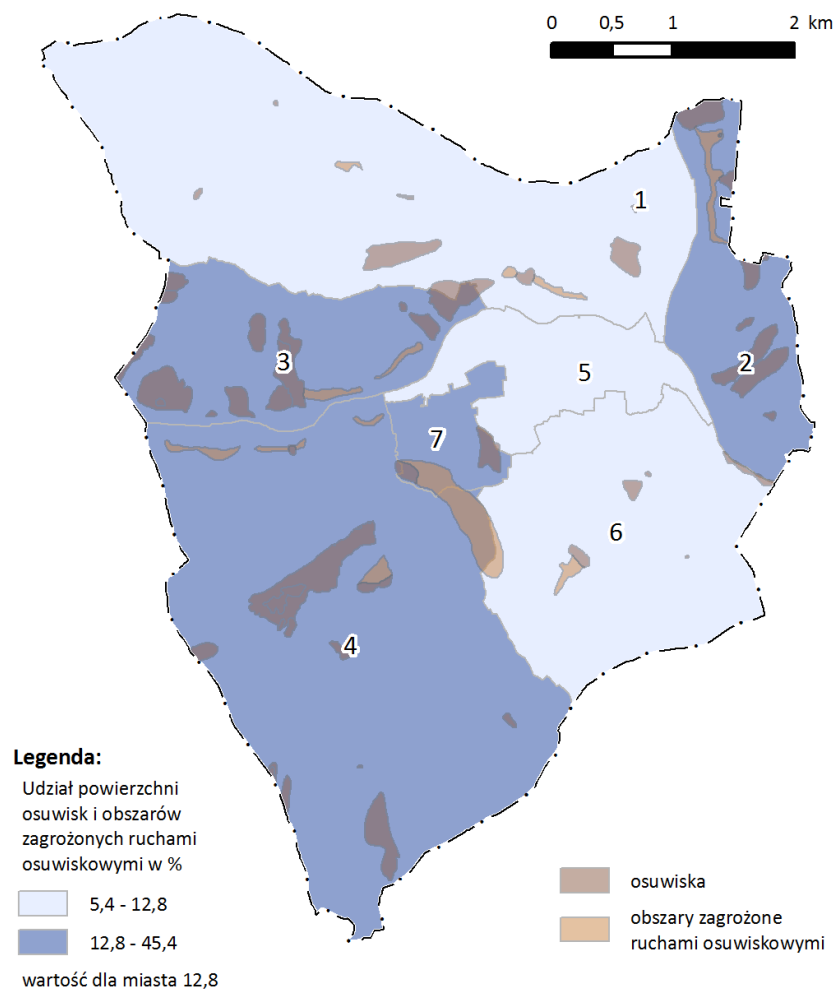 0 0,5 1 2 km
1
2
3
5
7
6
4
Legenda:
Udział powierzchni
osuwisk i obszarów
zagrożonych ruchami
osuwiskowymi w %
5,4 - 12,8
12,8 - 45,4
wartość dla miasta 12,8
osuwiska
obszary zagrożone
ruchami osuwiskowymi